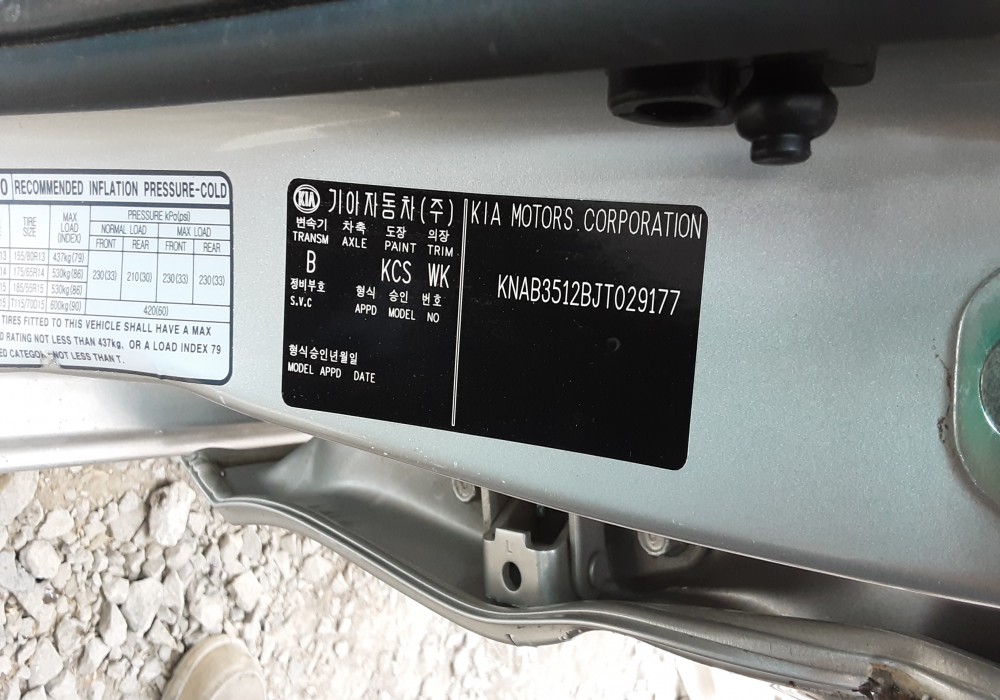 RECOMMENDED INFLATION PRESSURE-COLD
TIRE SIZE MAX LOAD (INDEX) PRESSURE kPa(psi)
NORMAL LOAD MAX LOAD
FRONT REAR FRONT REAR
155/80R13 437kg(79) 230(33) 210(30) 230(33) 230(33)
175/65R14 530kg(86)
185/55R15 530kg(86)
T115/70D15 600kg(90) 420(60)
TIRES FITTED TO THIS VEHICLE SHALL HAVE A MAX
RATING NOT LESS THAN 437kg, OR A LOAD INDEX 79
NOT LESS THAN T.
KIA 기아자동차(주)
변속기 차축 도장 의장
TRANSM AXLE PAINT TRIM
B KCS WK
정비부호 형식 승인 번호
S.V.C APPD MODEL NO
형식승인년월일
MODEL APPD DATE
KIA MOTORS.CORPORATION
KNAB3512BJT029177